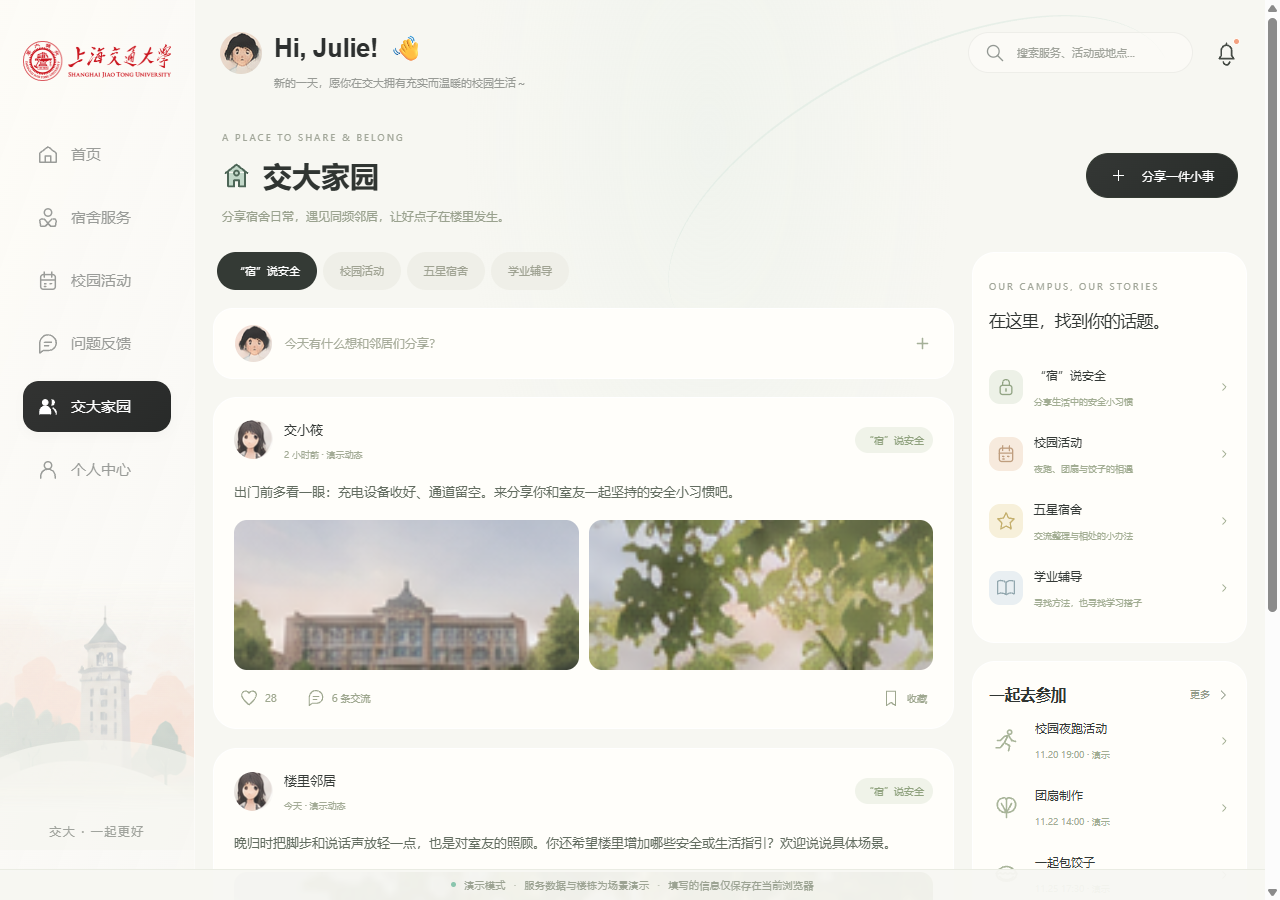 上海交通大学
SHANGHAI JIAO TONG UNIVERSITY
首页
宿舍服务
校园活动
问题反馈
交大家园
个人中心
交大 · 一起更好
Hi, Julie! 👋
新的一天，愿你在交大拥有充实而温暖的校园生活~
搜索服务、活动或地点...
A PLACE TO SHARE & BELONG
交大家园
分享宿舍日常，遇见同频邻居，让好点子在楼里发生。
分享一件小事
“宿”说安全
校园活动
五星宿舍
学业辅导
今天有什么想和邻居们分享？
交小筱
2 小时前 · 演示动态
“宿”说安全
出门前多看一眼：充电设备收好、通道留空。来分享你和室友一起坚持的安全小习惯吧。
28
6 条交流
收藏
楼里邻居
今天 · 演示动态
“宿”说安全
晚归时把脚步和说话声放轻一点，也是对室友的照顾。你还希望楼里增加哪些安全或生活指引？欢迎说说具体场景。
OUR CAMPUS, OUR STORIES
在这里，找到你的话题。
“宿”说安全
分享生活中的安全小习惯
校园活动
夜跑、团扇与饺子的相遇
五星宿舍
交流整理与相处的小办法
学业辅导
寻找方法，也寻找学习搭子
一起去参加
更多
校园夜跑活动
11.20 19:00 · 演示
团扇制作
11.22 14:00 · 演示
一起包饺子
演示模式 · 服务数据与楼栋为场景演示 · 填写的信息仅保存在当前浏览器